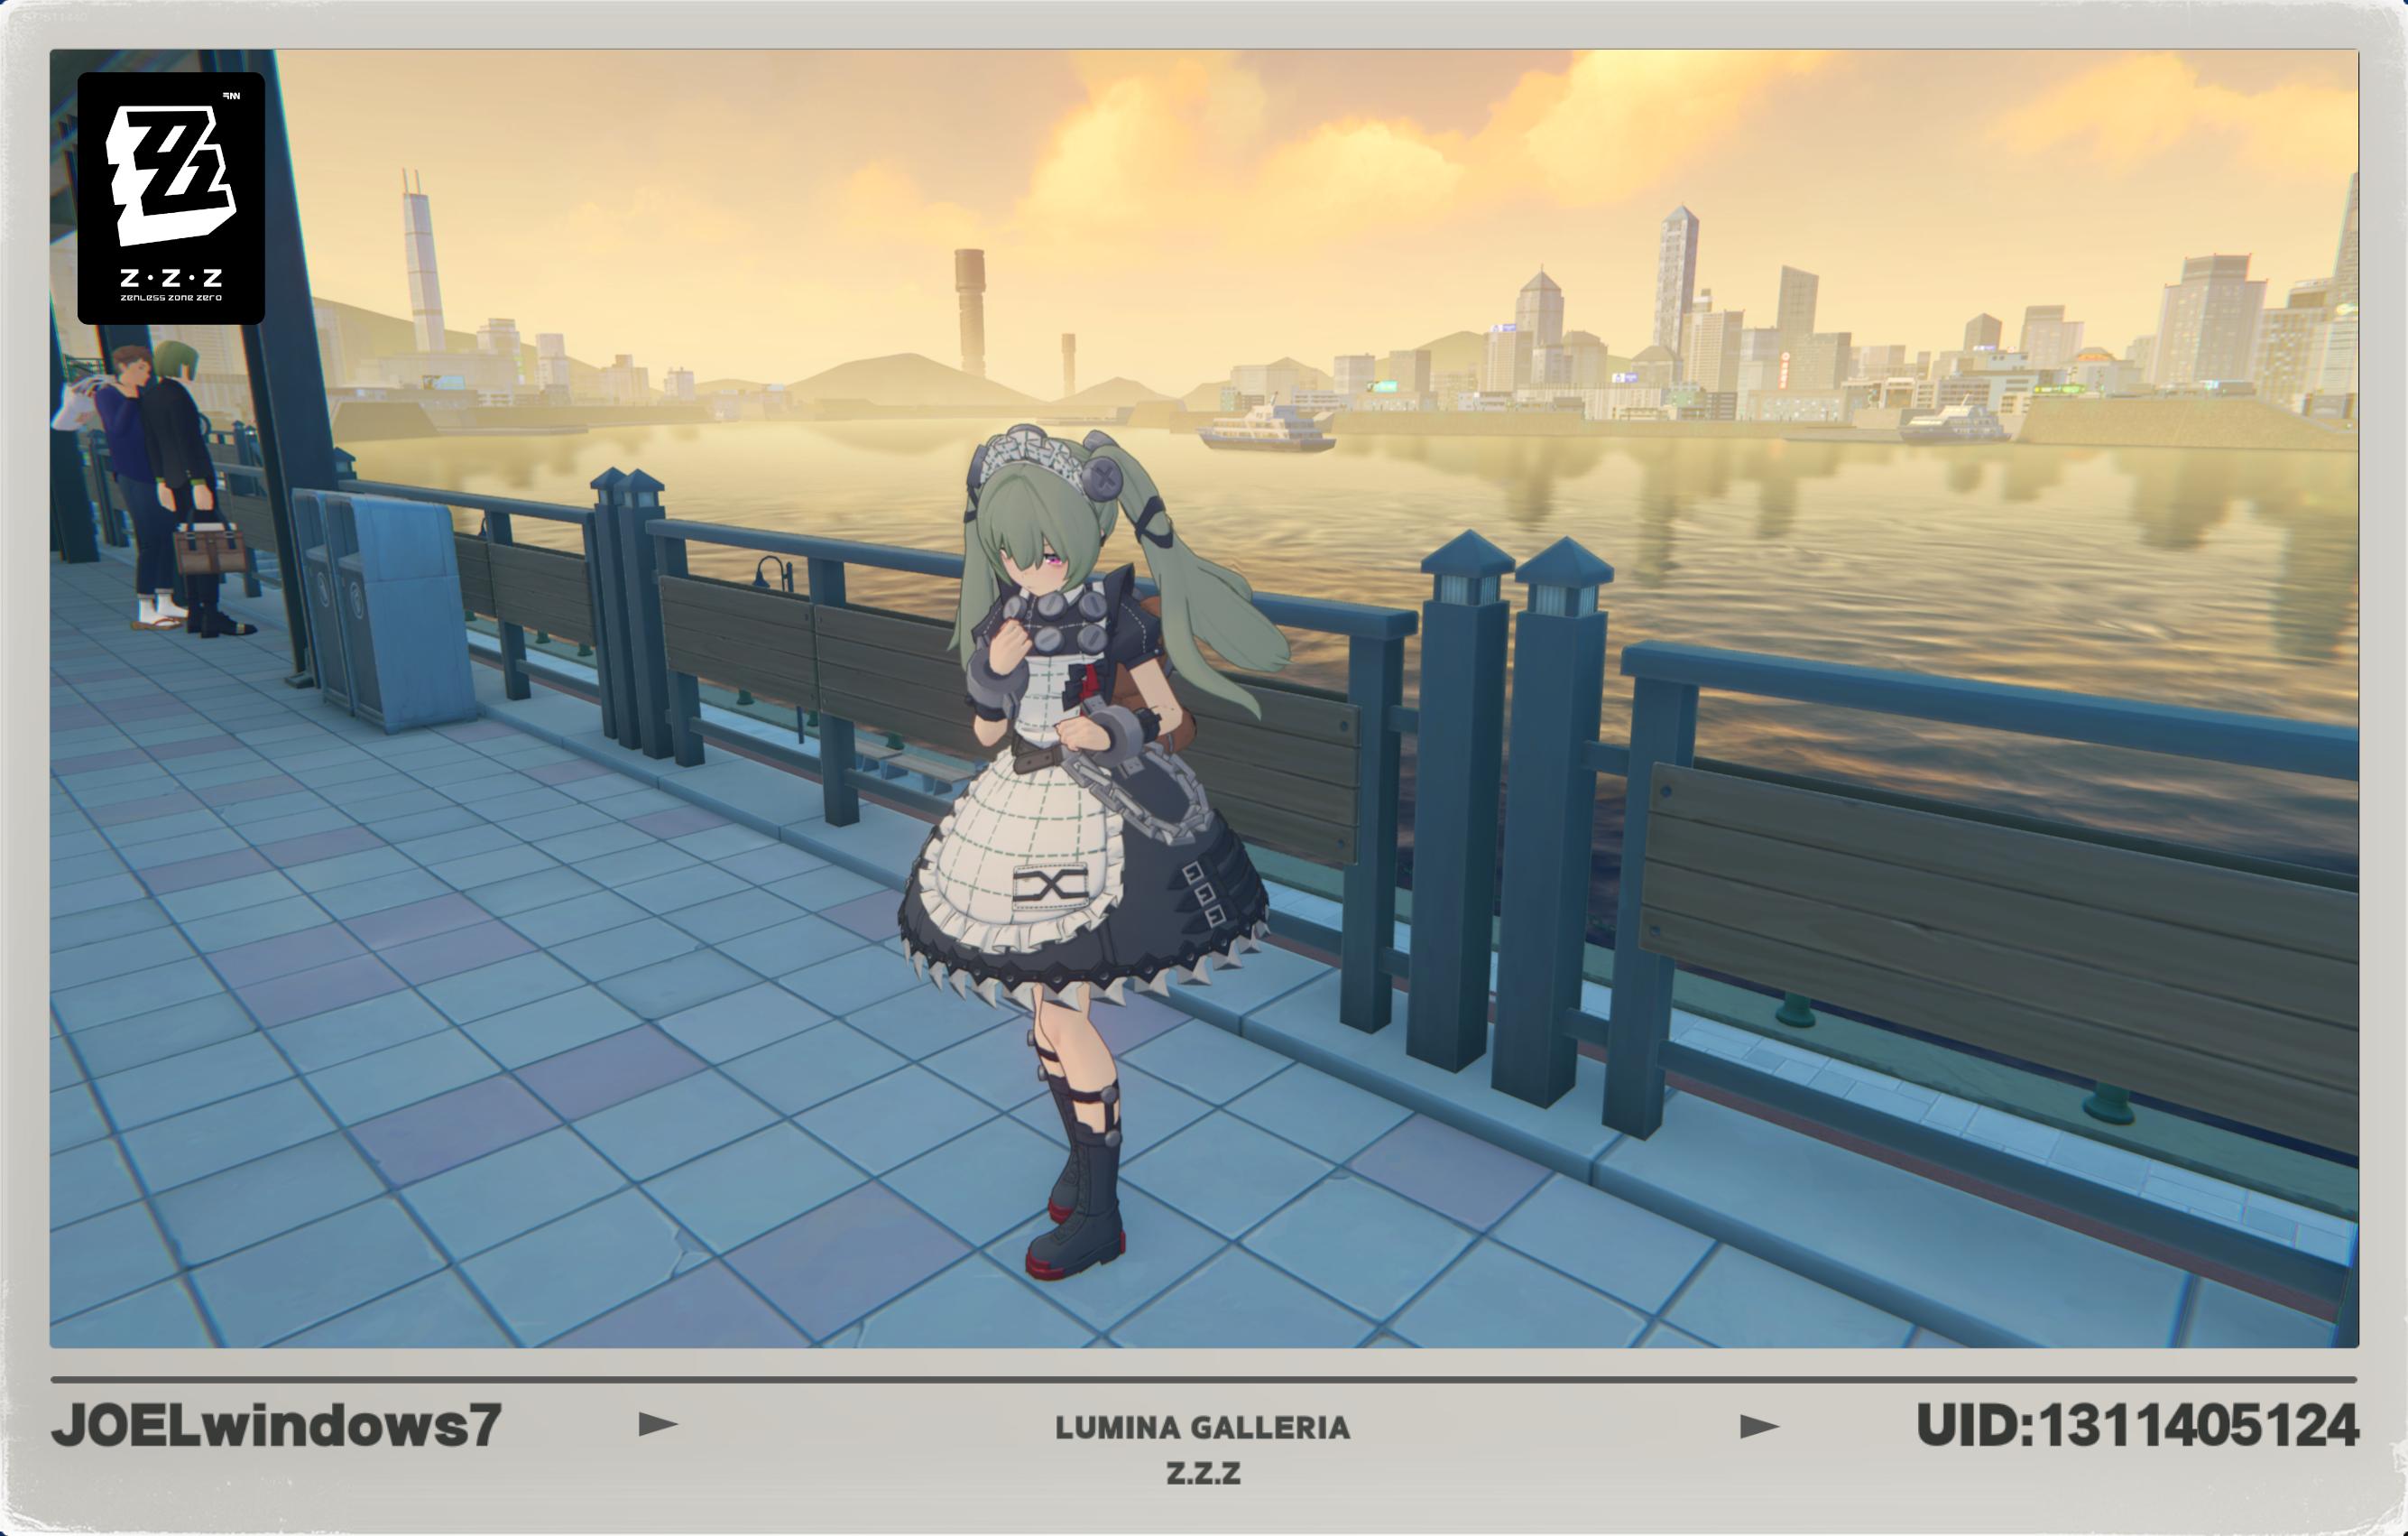 Z·Z·Z
ZENLESS ZONE ZERO
JOELwindows7
LUMINA GALLERIA
UID:1311405124
Z.Z.Z